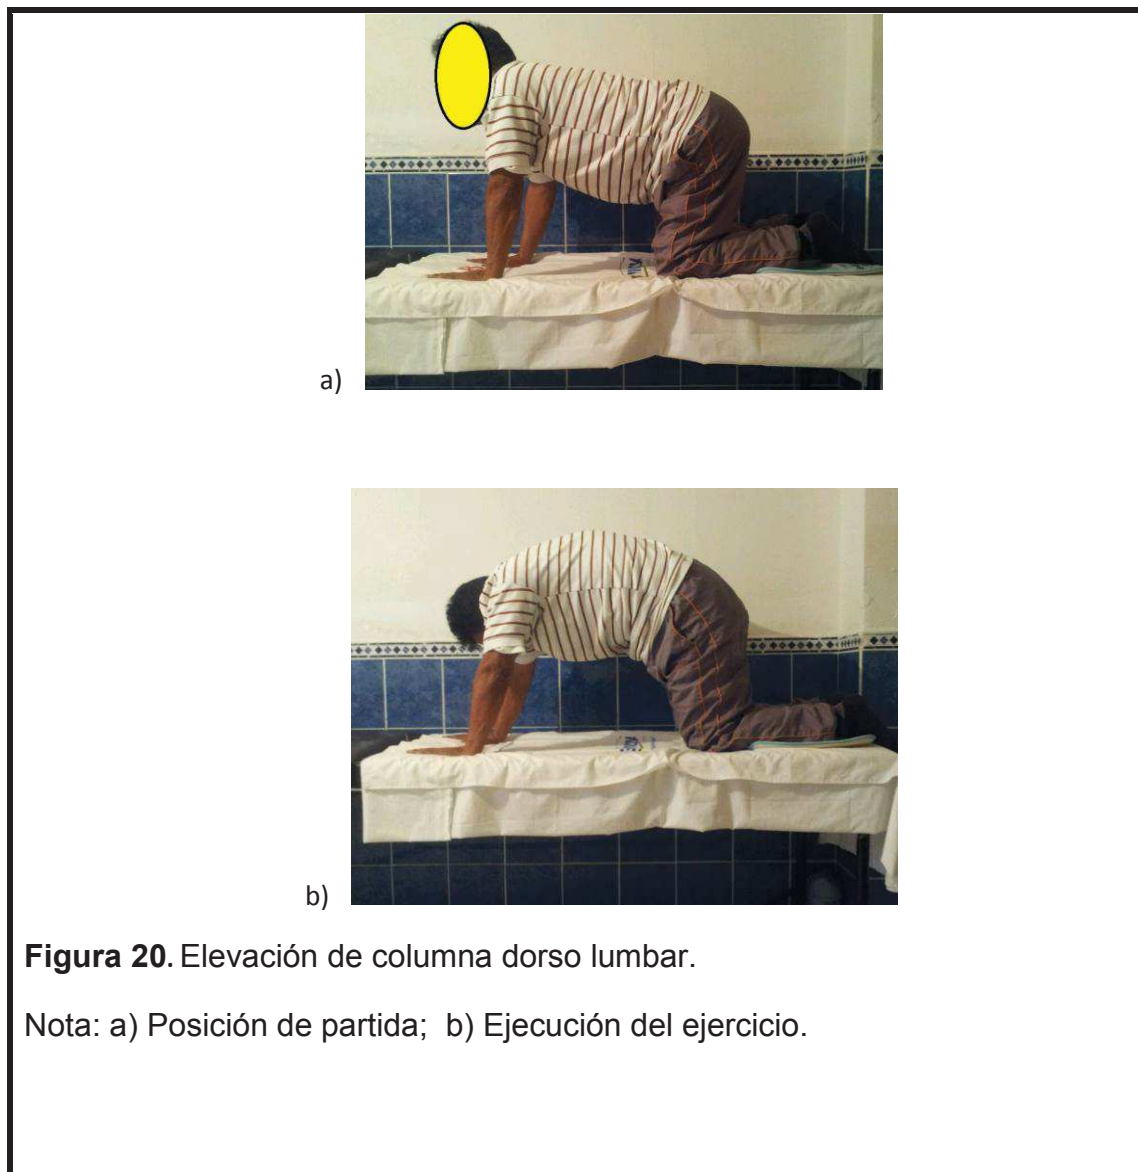 a)
b)
Figura 20. Elevación de columna dorso lumbar.
Nota: a) Posición de partida; b) Ejecución del ejercicio.